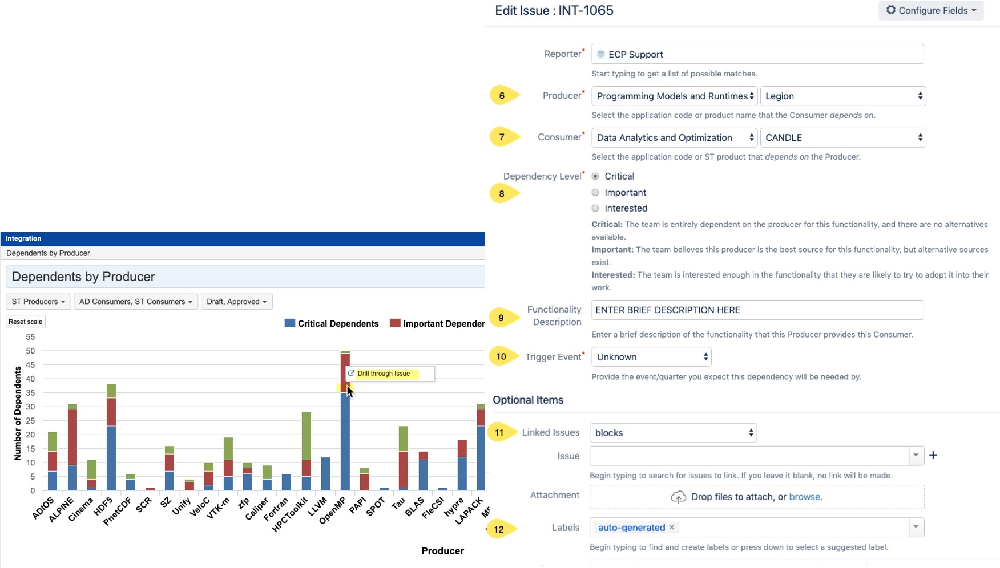 Edit Issue : INT-1065
Configure Fields
Reporter*
ECP Support
Start typing to get a list of possible matches.
6
Producer*
Programming Models and Runtimes
Legion
Select the application code or product name that the Consumer depends on.
7
Consumer*
Data Analytics and Optimization
CANDLE
Select the application code or ST product that depends on the Producer.
Dependency Level*
8
Critical
Important
Interested
Critical: The team is entirely dependent on the producer for this functionality, and there are no alternatives
available.
Important: The team believes this producer is the best source for this functionality, but alternative sources
exist.
Interested: The team is interested enough in the functionality that they are likely to try to adopt it into their
work.
9
Functionality
Description
ENTER BRIEF DESCRIPTION HERE
Enter a brief description of the functionality that this Producer provides this Consumer.
10
Trigger Event*
Unknown
Provide the event/quarter you expect this dependency will be needed by.
Optional Items
11
Linked Issues
blocks
Issue
Begin typing to search for issues to link. If you leave it blank, no link will be made.
Attachment
Drop files to attach, or browse.
12
Labels
auto-generated ×
Begin typing to find and create labels or press down to select a suggested label.
Integration
Dependents by Producer
Dependents by Producer
ST Producers
AD Consumers, ST Consumers
Draft, Approved
Reset scale
Critical Dependents
Important Depender
Number of Dependents
55
50
45
40
35
30
25
20
15
10
5
0
Drill through Issue
ADIOS
ALPINE
Cinema
HDF5
PnetCDF
SCR
SZ
Unify
VeloC
VTK-m
zfp
Caliper
Fortran
HPCToolkit
LLVM
OpenMP
PAPI
SPOT
Tau
BLAS
FleCSI
hypre
LAPACK
Producer